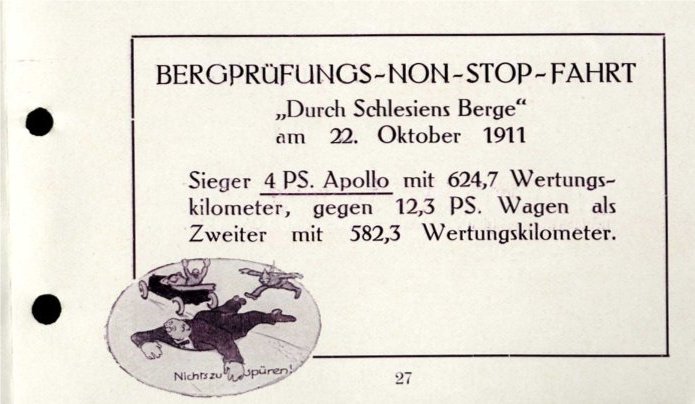 BERGPRÜFUNGS-NON-STOP-FAHRT
„Durch Schlesiens Berge“
am 22. Oktober 1911
Sieger 4 PS. Apollo mit 624,7 Wertungs-
kilometer, gegen 12,3 PS. Wagen als
Zweiter mit 582,3 Wertungskilometer.
Nichts zu spüren!
27